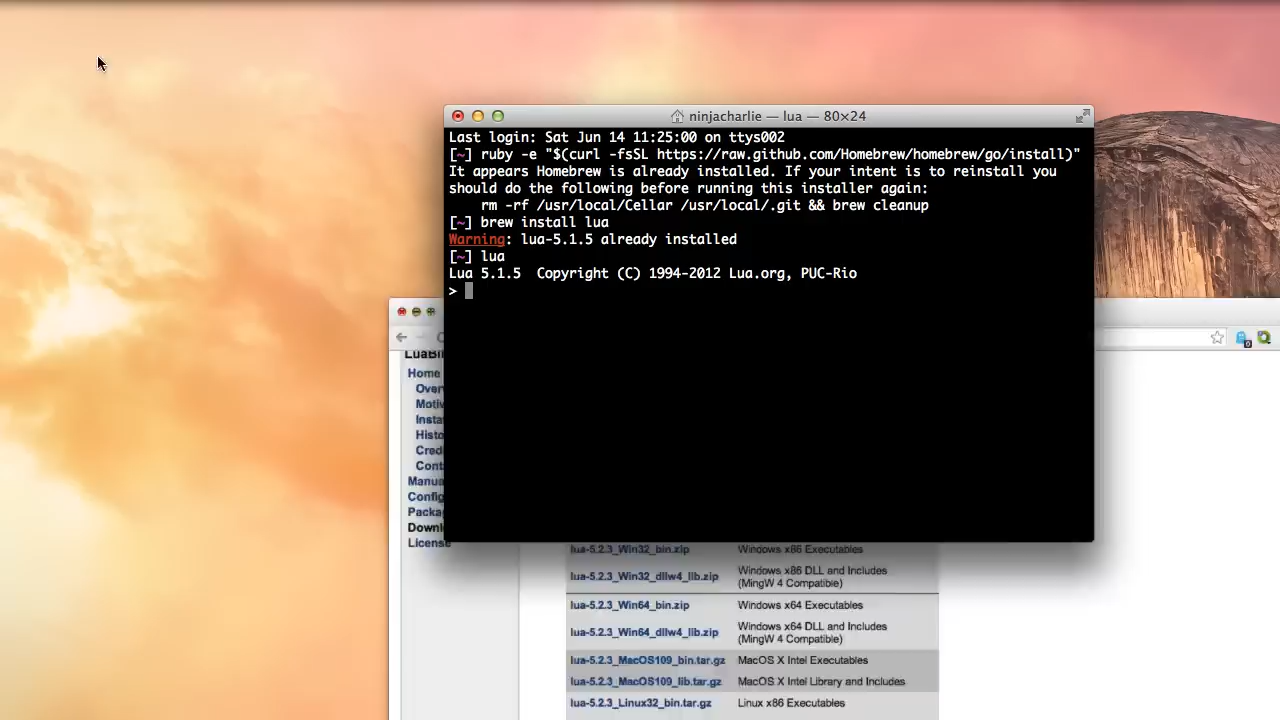 ninjacharlie — lua — 80×24
Last login: Sat Jun 14 11:25:00 on ttys002
[~] ruby -e "$(curl -fsSL https://raw.github.com/Homebrew/homebrew/go/install)"
It appears Homebrew is already installed. If your intent is to reinstall you
should do the following before running this installer again:
    rm -rf /usr/local/Cellar /usr/local/.git && brew cleanup
[~] brew install lua
Warning: lua-5.1.5 already installed
[~] lua
Lua 5.1.5  Copyright (C) 1994-2012 Lua.org, PUC-Rio
>
0
Home
License
lua-5.2.3_Win32_bin.zip Windows x86 Executables
lua-5.2.3_Win32_dllw4_lib.zip Windows x86 DLL and Includes
(MingW 4 Compatible)
lua-5.2.3_Win64_bin.zip Windows x64 Executables
lua-5.2.3_Win64_dllw4_lib.zip Windows x64 DLL and Includes
(MingW 4 Compatible)
lua-5.2.3_MacOS109_bin.tar.gz MacOS X Intel Executables
lua-5.2.3_MacOS109_lib.tar.gz MacOS X Intel Library and Includes
lua-5.2.3_Linux32_bin.tar.gz Linux x86 Executables